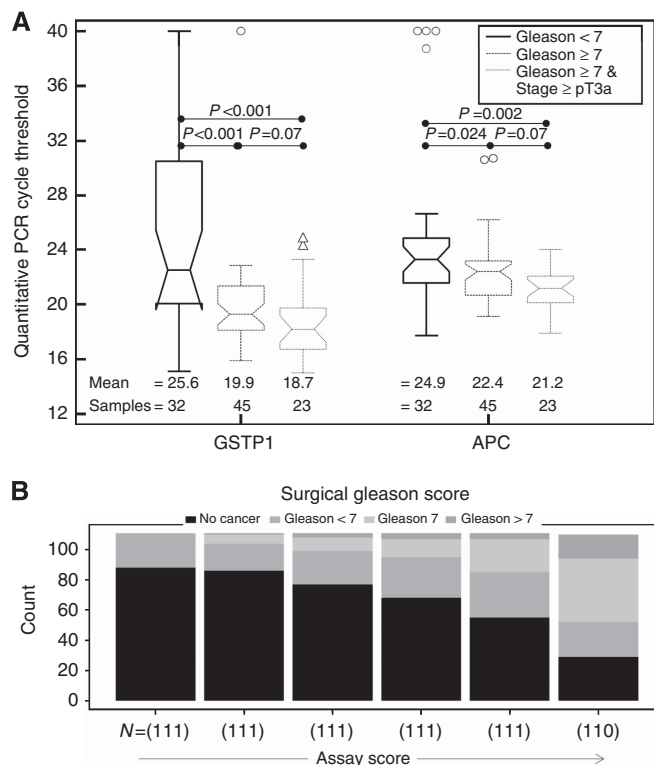 A
Quantitative PCR cycle threshold
40
36
32
28
24
20
16
12
Gleason < 7
Gleason ≥ 7
Gleason ≥ 7 &
Stage ≥ pT3a
P <0.001
P <0.001 P =0.07
P =0.002
P =0.024 P =0.07
Mean = 25.6 19.9 18.7 = 24.9 22.4 21.2
Samples = 32 45 23 = 32 45 23
GSTP1 APC
B
Surgical gleason score
No cancer Gleason < 7 Gleason 7 Gleason > 7
Count
100
80
60
40
20
0
N=(111) (111) (111) (111) (111) (110)
Assay score